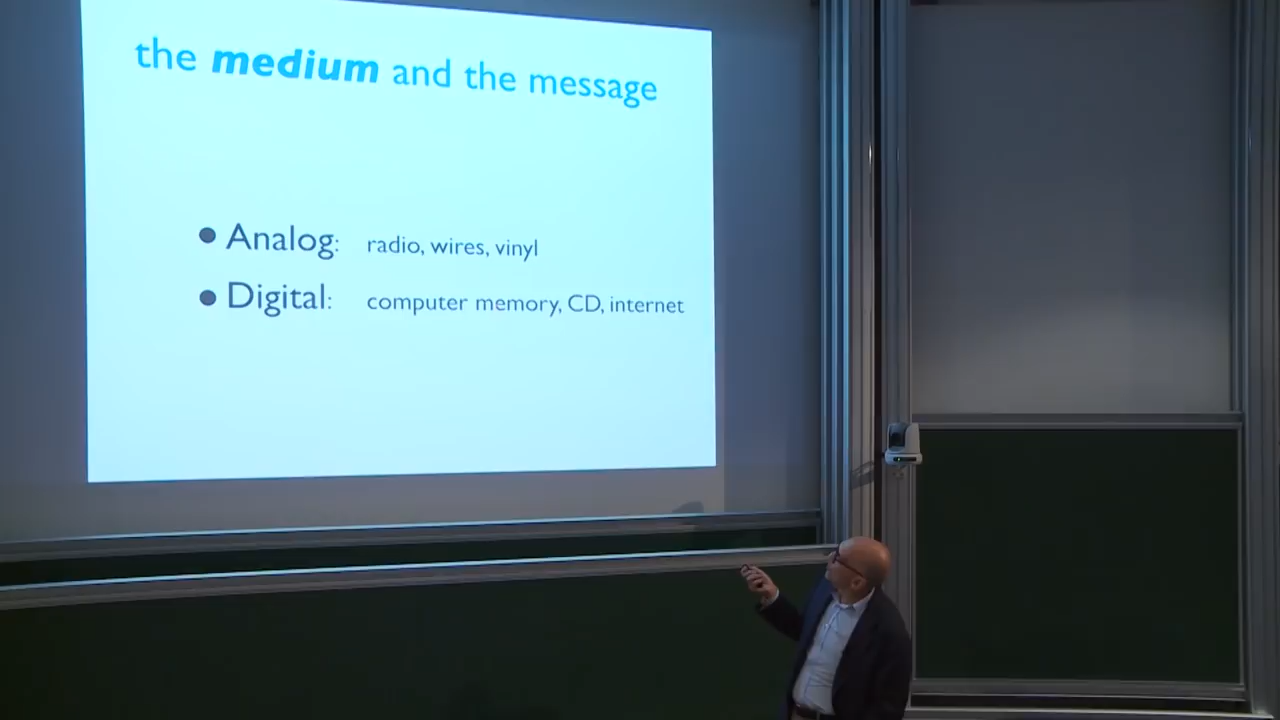 the medium and the message
Analog: radio, wires, vinyl
Digital: computer memory, CD, internet